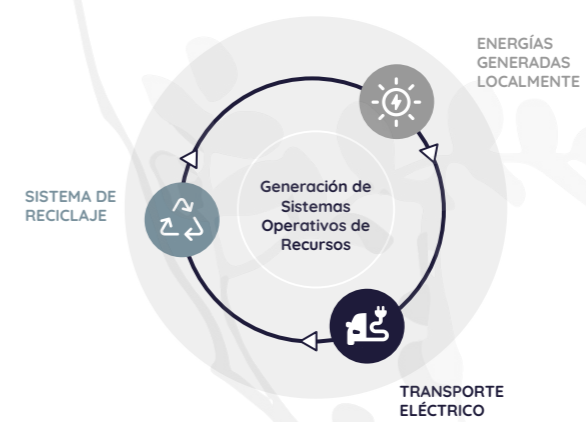 ENERGÍAS
GENERADAS
LOCALMENTE
SISTEMA DE
RECICLAJE
Generación de
Sistemas
Operativos de
Recursos
TRANSPORTE
ELÉCTRICO